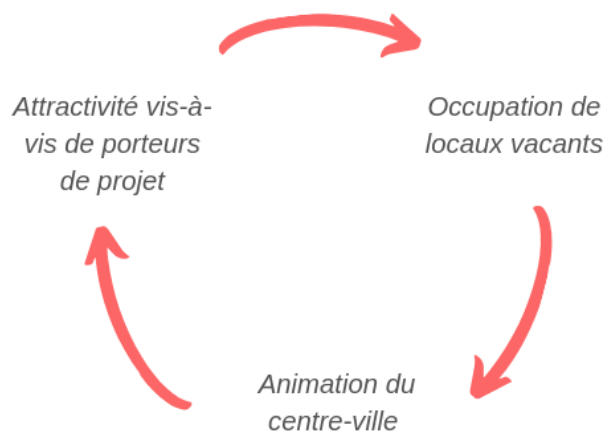 Attractivité vis-à-
vis de porteurs
de projet
Occupation de
locaux vacants
Animation du
centre-ville